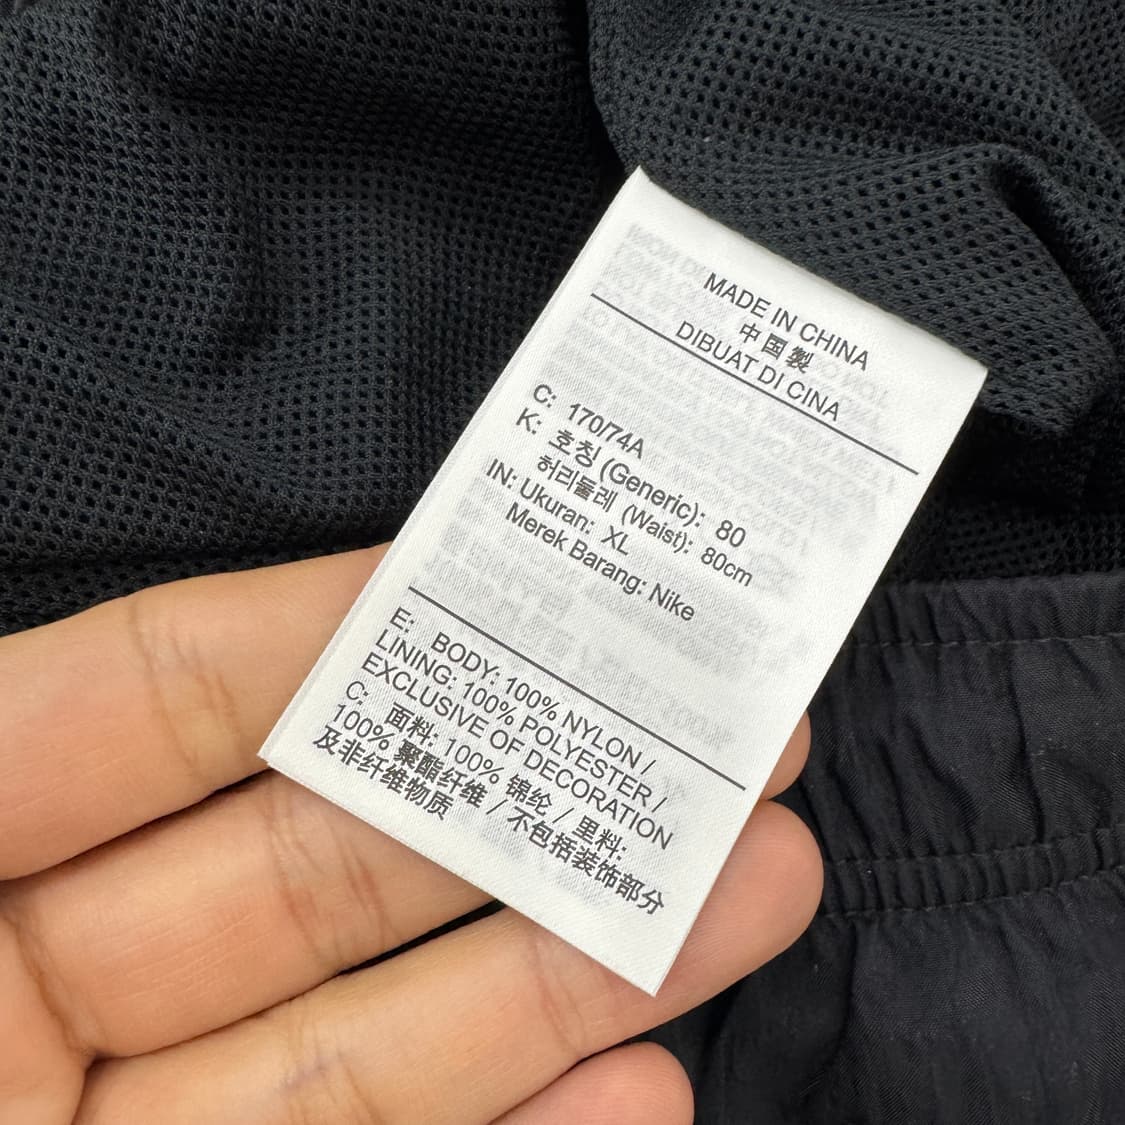 MADE IN CHINA
中国製
DIBUAT DI CINA
C: 170/74A
K: 호칭 (Generic): 80
허리둘레 (Waist): 80cm
IN: Ukuran: XL
Merek Barang: Nike
E: BODY: 100% NYLON /
LINING: 100% POLYESTER /
EXCLUSIVE OF DECORATION
C: 面料: 100% 锦纶 / 里料:
100% 聚酯纤维 / 不包括装饰部分
及非纤维物质